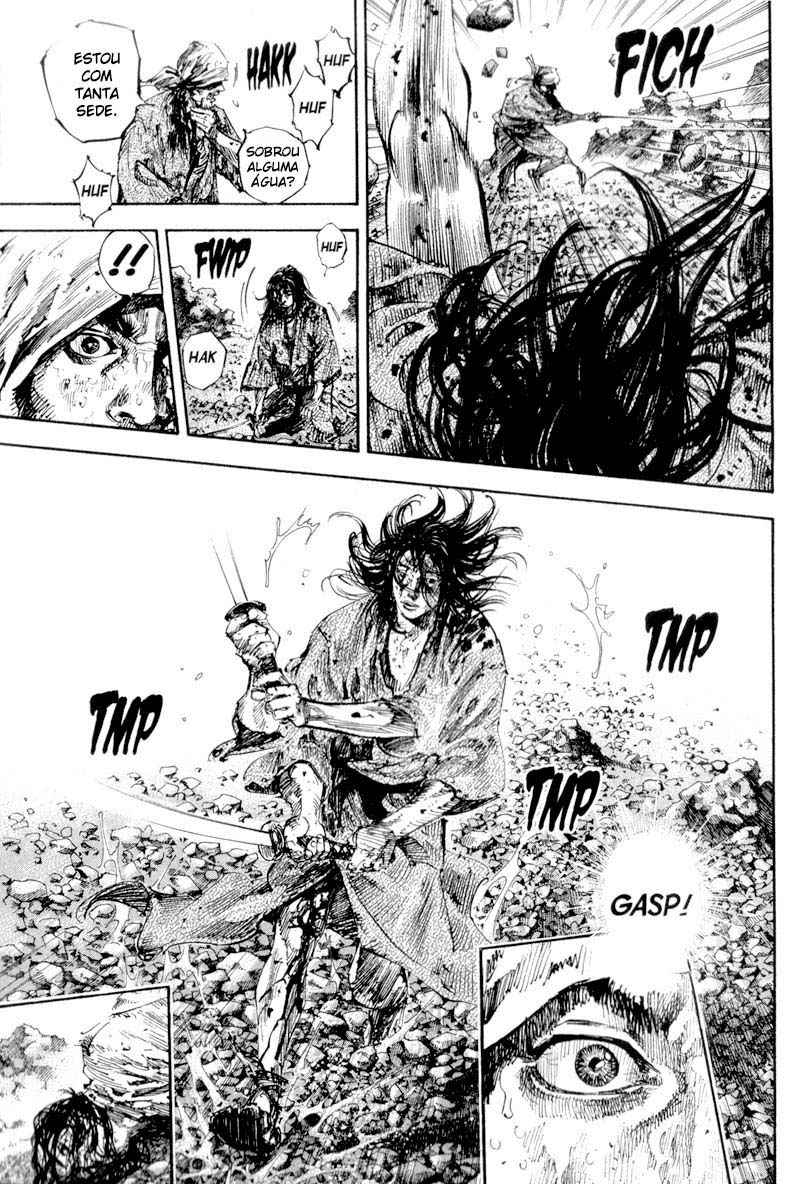 FICH
HUF
HAKK
HUF
ESTOU
COM
TANTA
SEDE.
SOBROU
ALGUMA
ÁGUA?
HUF
HUF
FWIP
HAK
!!
TMP
TMP
TMP
GASP!